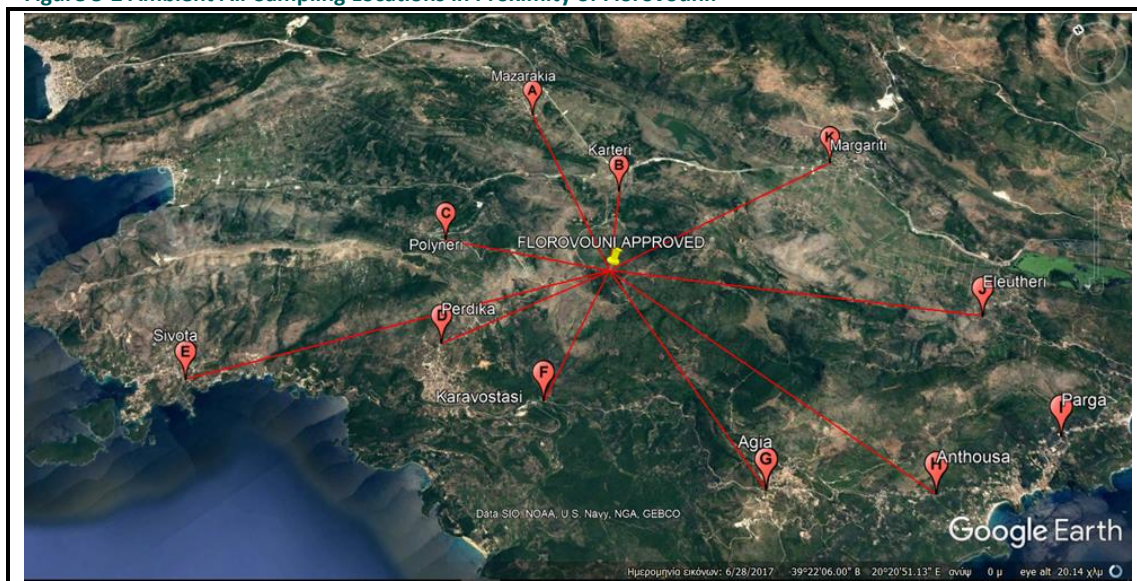 Mazarakia
A
Karteri
B
K
Margariti
C
Polyneri
FLOROVOUNI APPROVED
Eleutheri
J
Perdika
D
Sivota
E
F
Karavostasi
Parga
I
Agia
G
Anthousa
H
Data SIO, NOAA, U.S. Navy, NGA, GEBCO
Google Earth
Ημερομηνία εικόνων: 6/28/2017 39°22'06.00" Β 20°20'51.13" Ε ανύψ 0 μ eye alt 20.14 χλμ